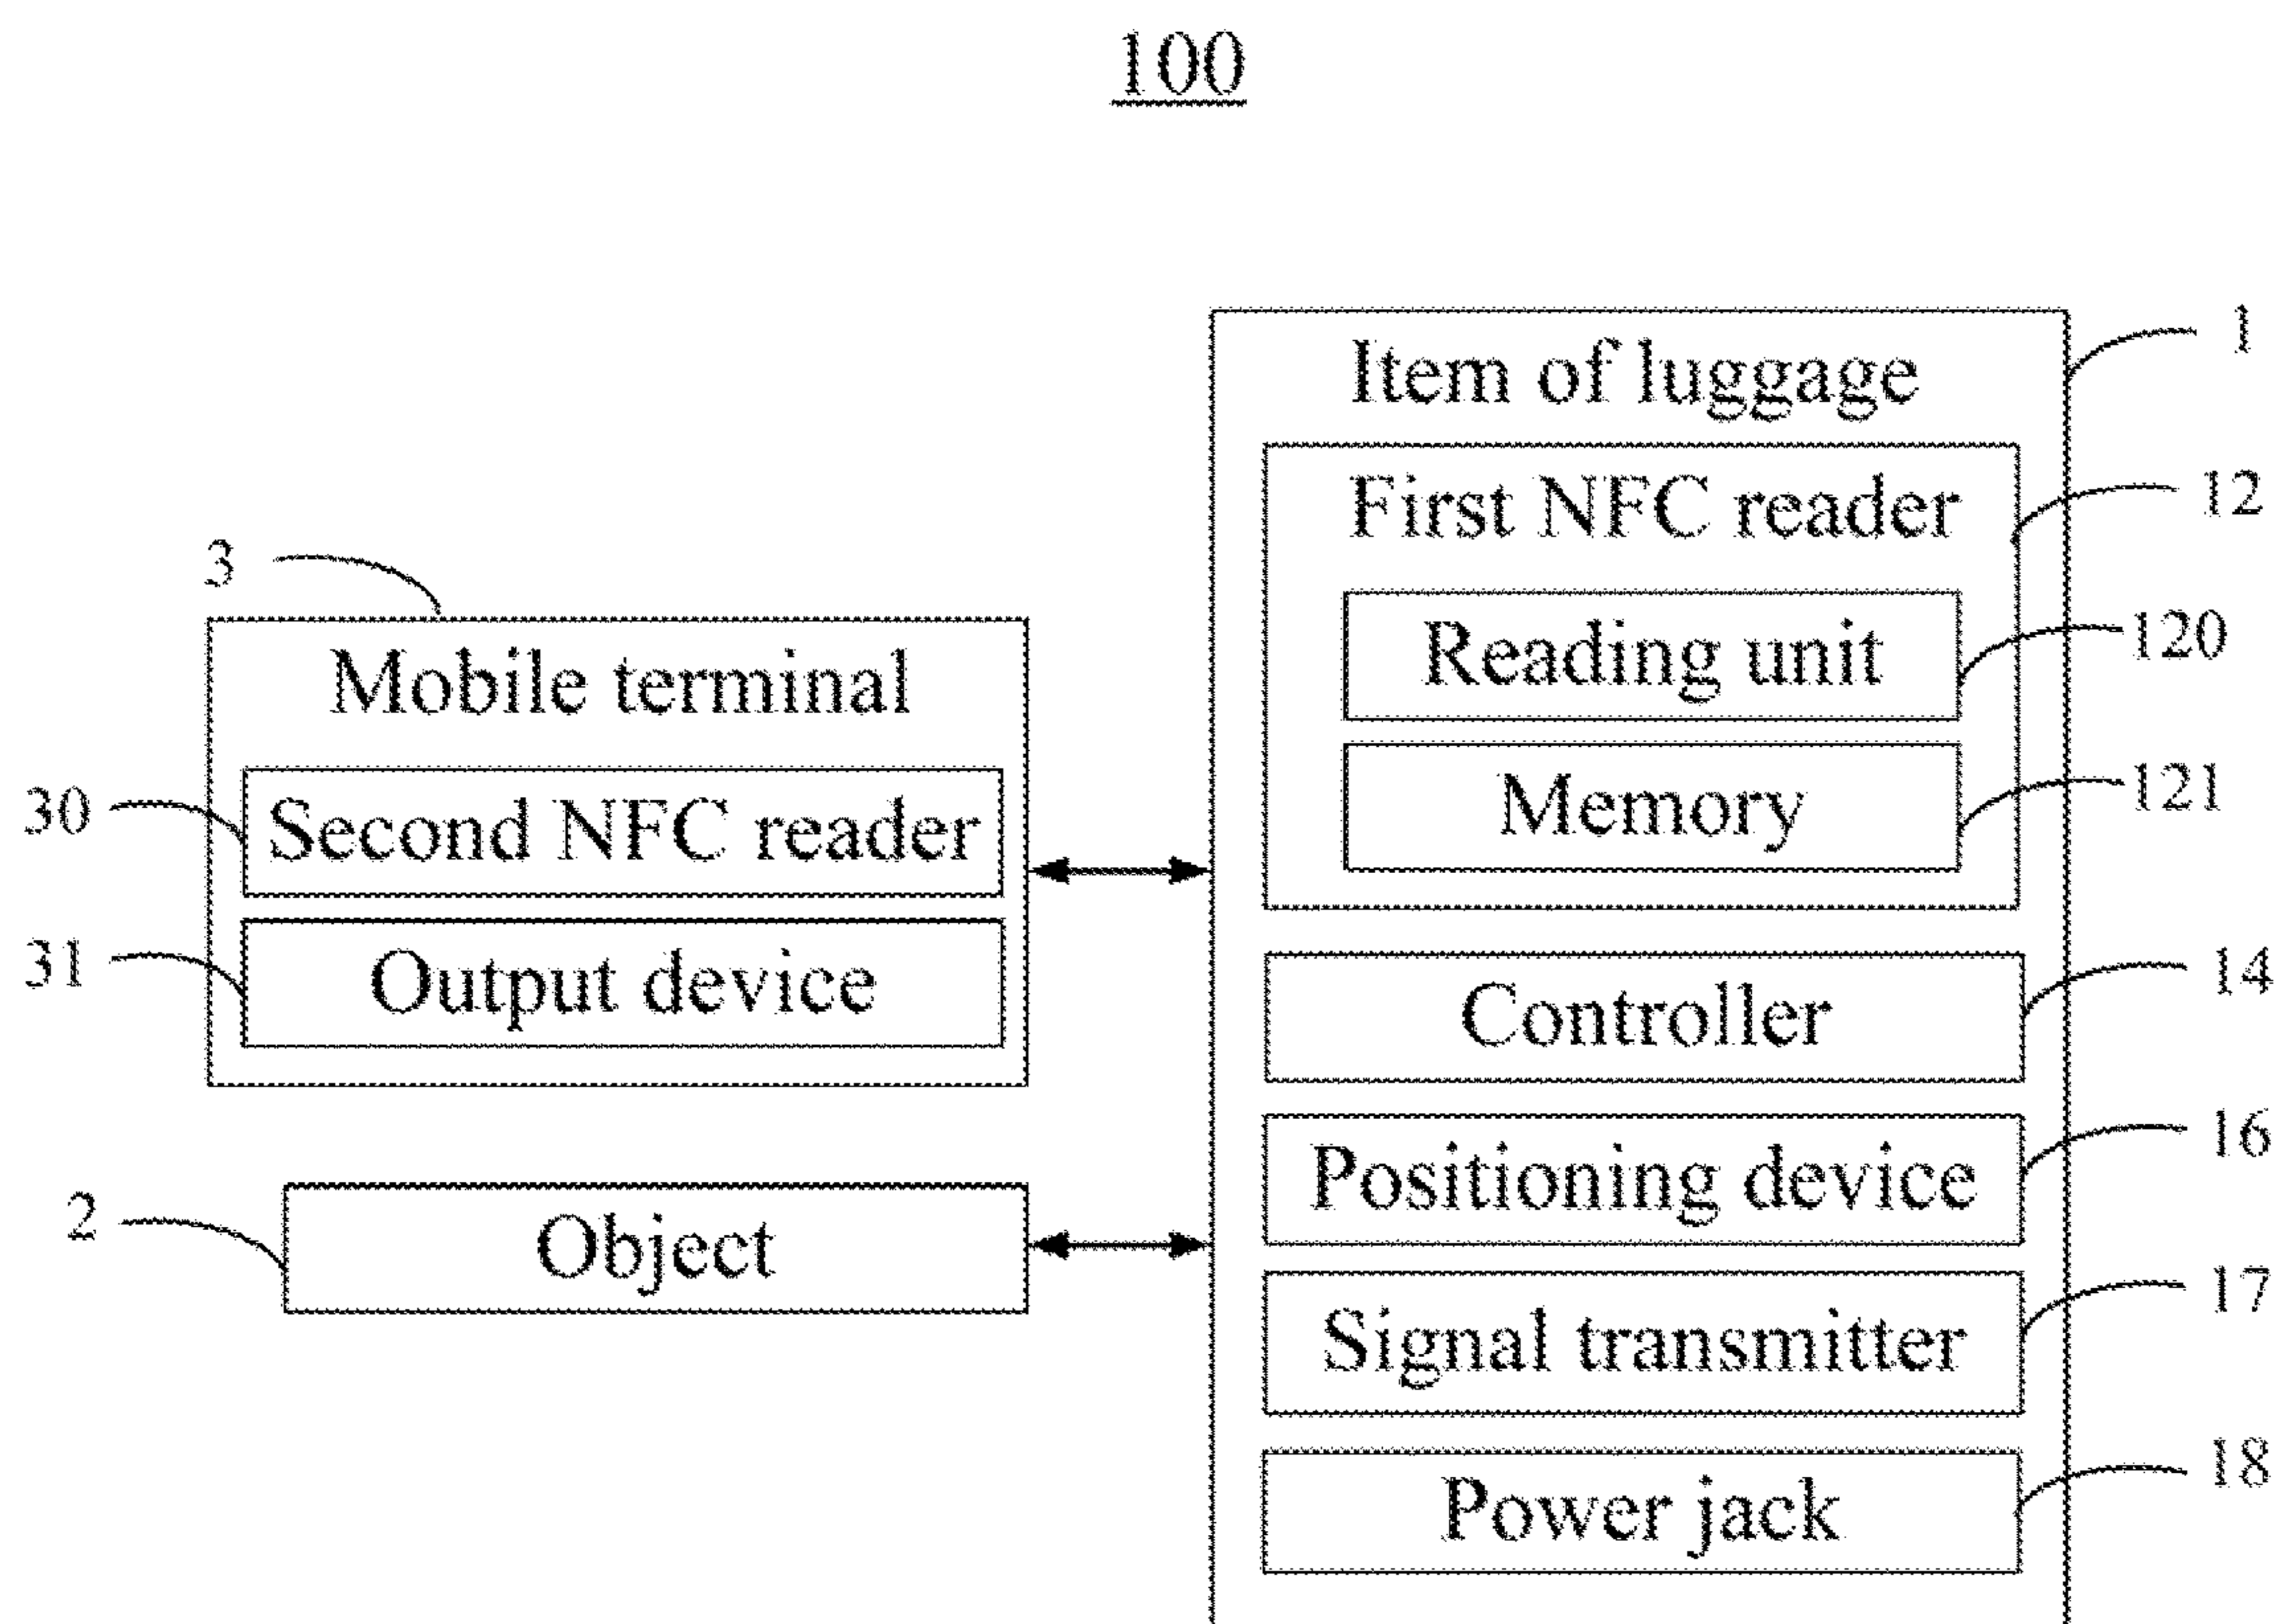 100
Item of luggage
1
First NFC reader
12
Reading unit
120
Memory
121
Controller
14
Positioning device
16
Signal transmitter
17
Power jack
18
3
Mobile terminal
30
Second NFC reader
31
Output device
2
Object